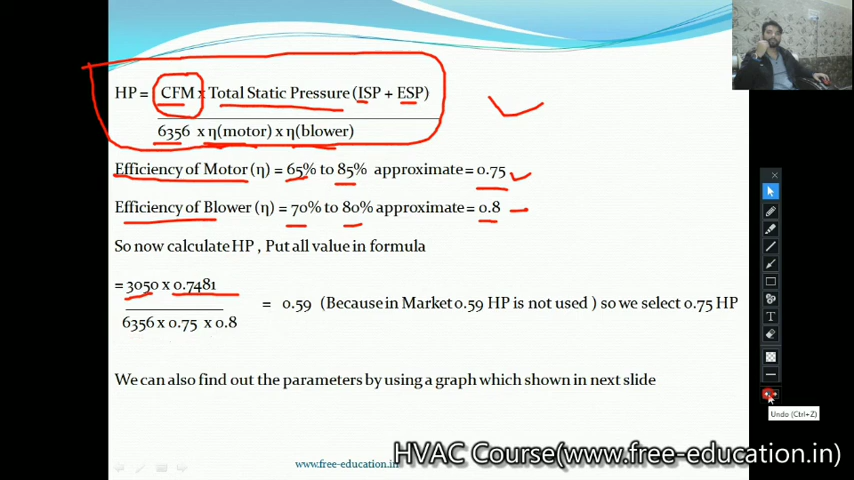 HP = CFM x Total Static Pressure (ISP + ESP)
6356 x η(motor) x η(blower)
Efficiency of Motor (η) = 65% to 85% approximate = 0.75
Efficiency of Blower (η) = 70% to 80% approximate = 0.8
So now calculate HP , Put all value in formula
= 3050 x 0.7481
= 0.59 (Because in Market 0.59 HP is not used ) so we select 0.75 HP
6356 x 0.75 x 0.8
We can also find out the parameters by using a graph which shown in next slide
T
Undo (Ctrl+Z)
HVAC Course(www.free-education.in)
www.free-education.in